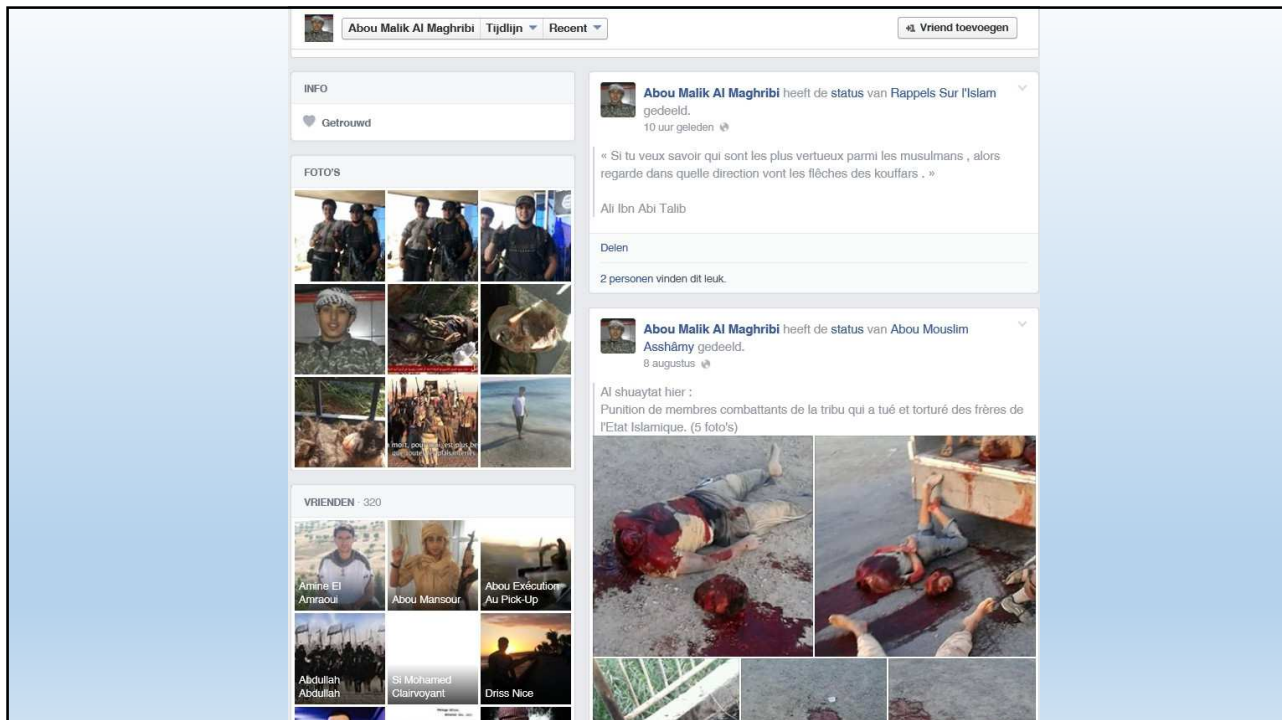 Abou Malik Al Maghribi Tijdlijn Recent
+1 Vriend toevoegen
INFO
Getrouwd
FOTO'S
VRIENDEN · 320
Amine El
Amraoui
Abou Mansour
Abou Exécution
Au Pick-Up
Abdullah
Abdullah
Si Mohamed
Clairvoyant
Driss Nice
Abou Malik Al Maghribi heeft de status van Rappels Sur l'Islam
gedeeld.
10 uur geleden
« Si tu veux savoir qui sont les plus vertueux parmi les musulmans , alors
regarde dans quelle direction vont les flêches des kouffars . »
Ali Ibn Abi Talib
Delen
2 personen vinden dit leuk.
Abou Malik Al Maghribi heeft de status van Abou Mouslim
Asshâmy gedeeld.
8 augustus
Al shuaytat hier :
Punition de membres combattants de la tribu qui a tué et torturé des frères de
l'Etat Islamique. (5 foto's)